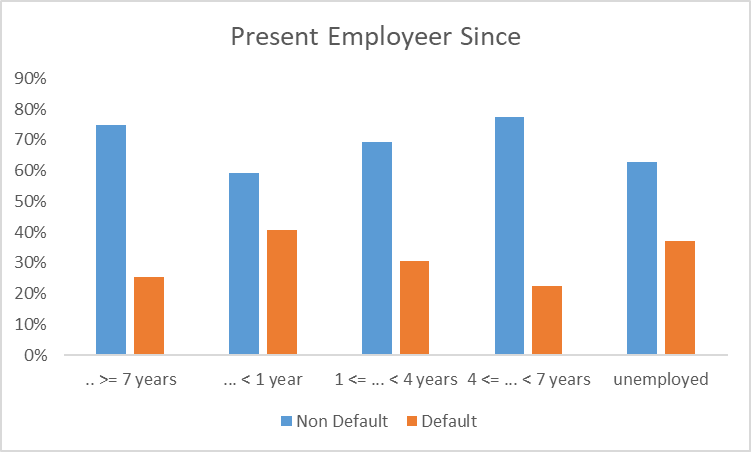 Present Employeer Since
90%
80%
70%
60%
50%
40%
30%
20%
10%
0%
.. >= 7 years
... < 1 year
1 <= ... < 4 years
4 <= ... < 7 years
unemployed
Non Default
Default